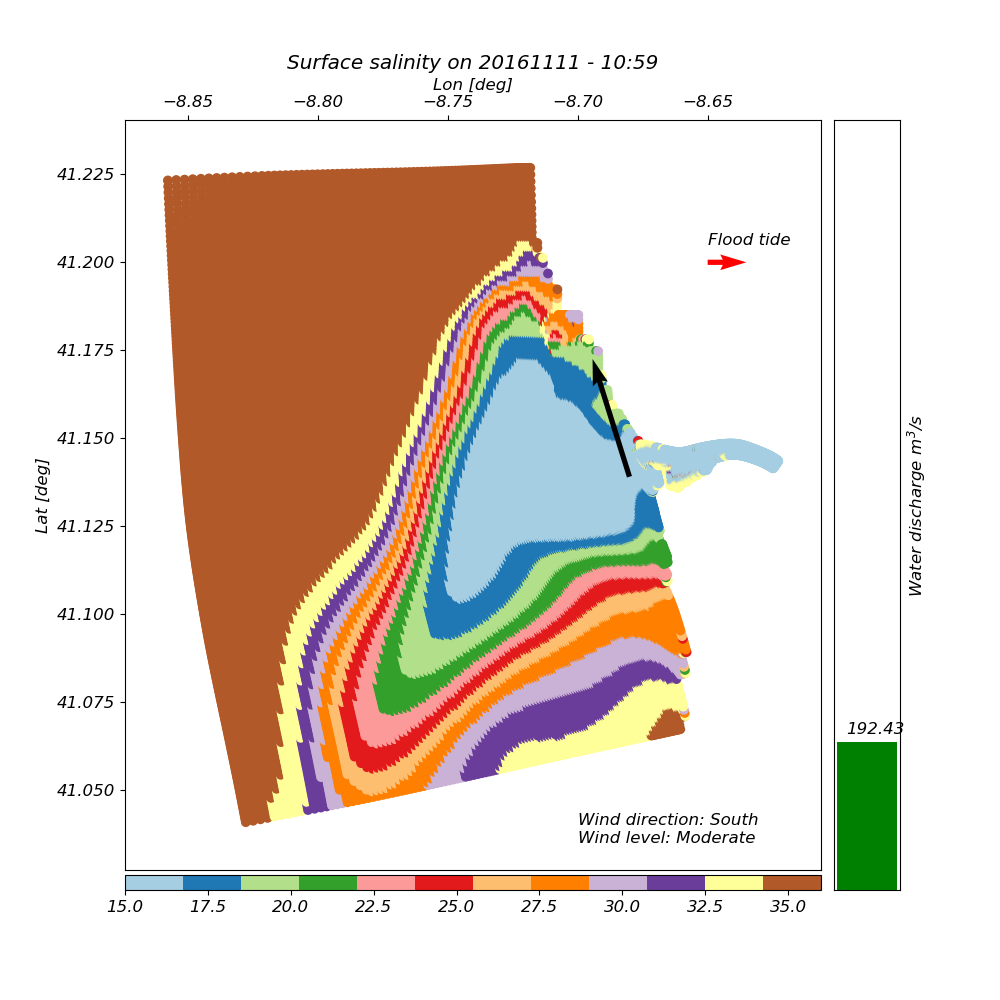 Surface salinity on 20161111 - 10:59
Lon [deg]
−8.85 −8.80 −8.75 −8.70 −8.65
41.225
41.200
41.175
41.150
41.125
41.100
41.075
41.050
Lat [deg]
Flood tide
Wind direction: South
Wind level: Moderate
15.0 17.5 20.0 22.5 25.0 27.5 30.0 32.5 35.0
192.43
Water discharge m³/s